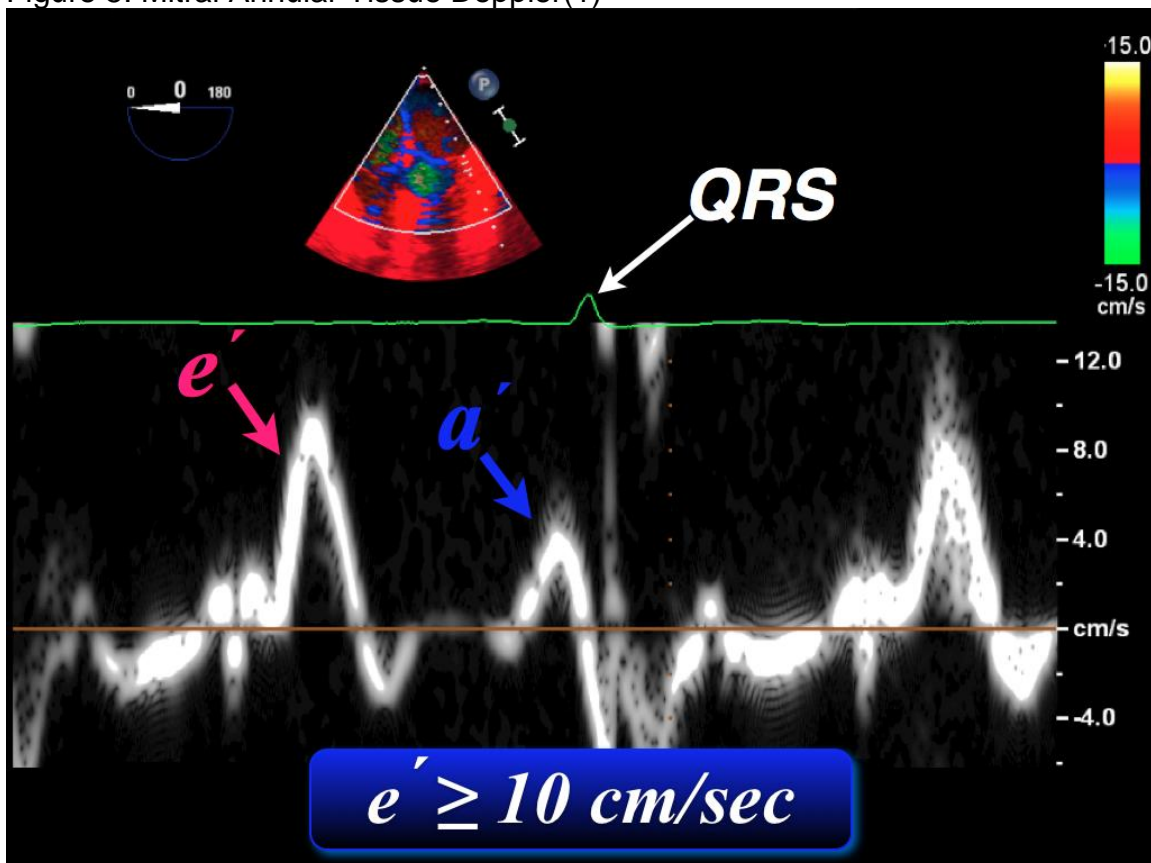 Figure 3. Mitral Annular Tissue Doppler(1)
15.0
0 0 180
P
QRS
-15.0
cm/s
e´
12.0
a´
8.0
4.0
cm/s
-4.0
e´ ≥ 10 cm/sec